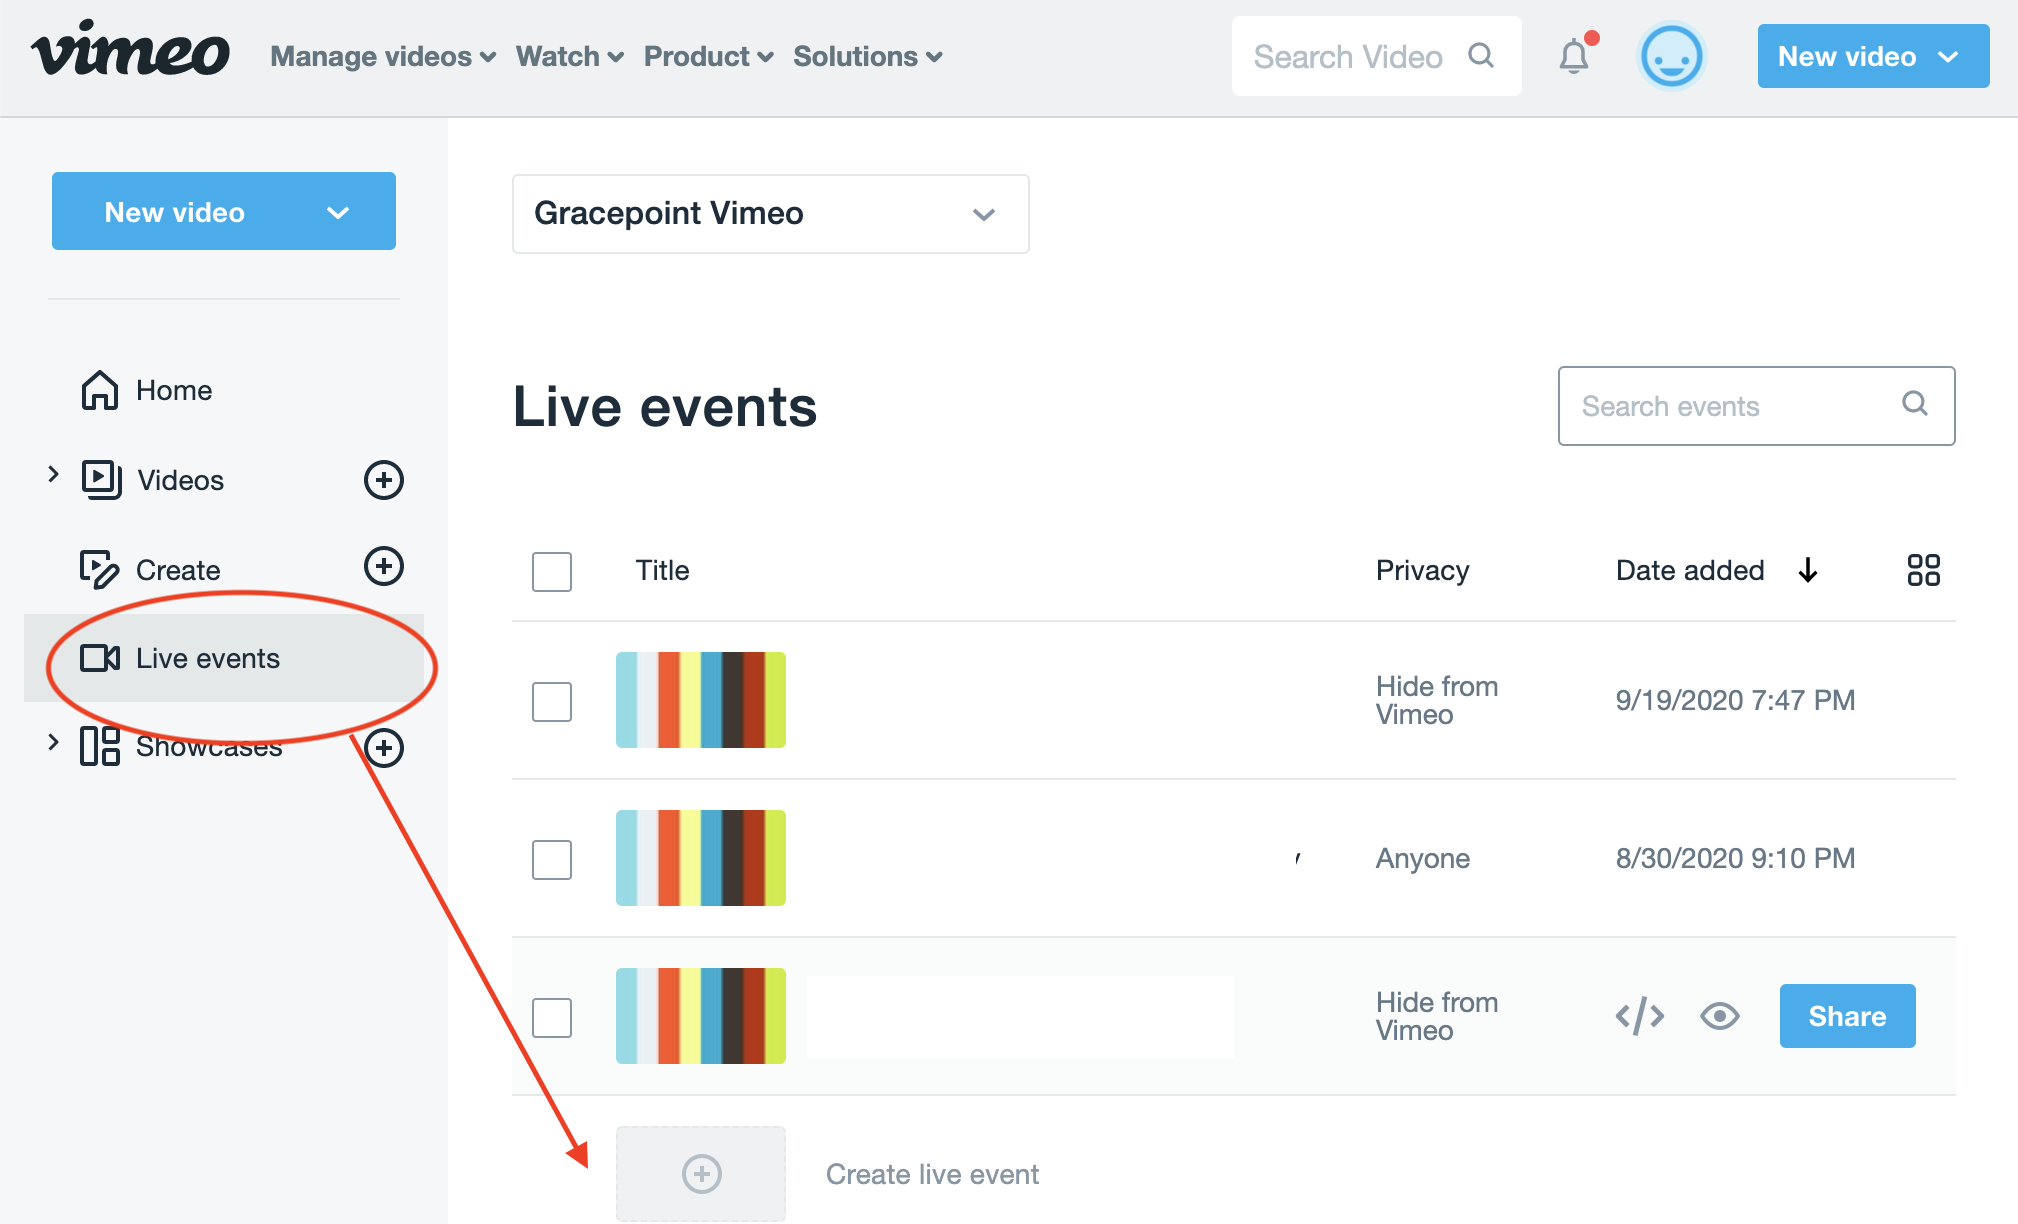 vimeo
Manage videos Watch Product Solutions
Search Video
New video
New video
Gracepoint Vimeo
Home
Videos
Create
Live events
Showcases
Live events
Search events
Title Privacy Date added
Hide from
Vimeo
9/19/2020 7:47 PM
Anyone 8/30/2020 9:10 PM
Hide from
Vimeo
Share
Create live event